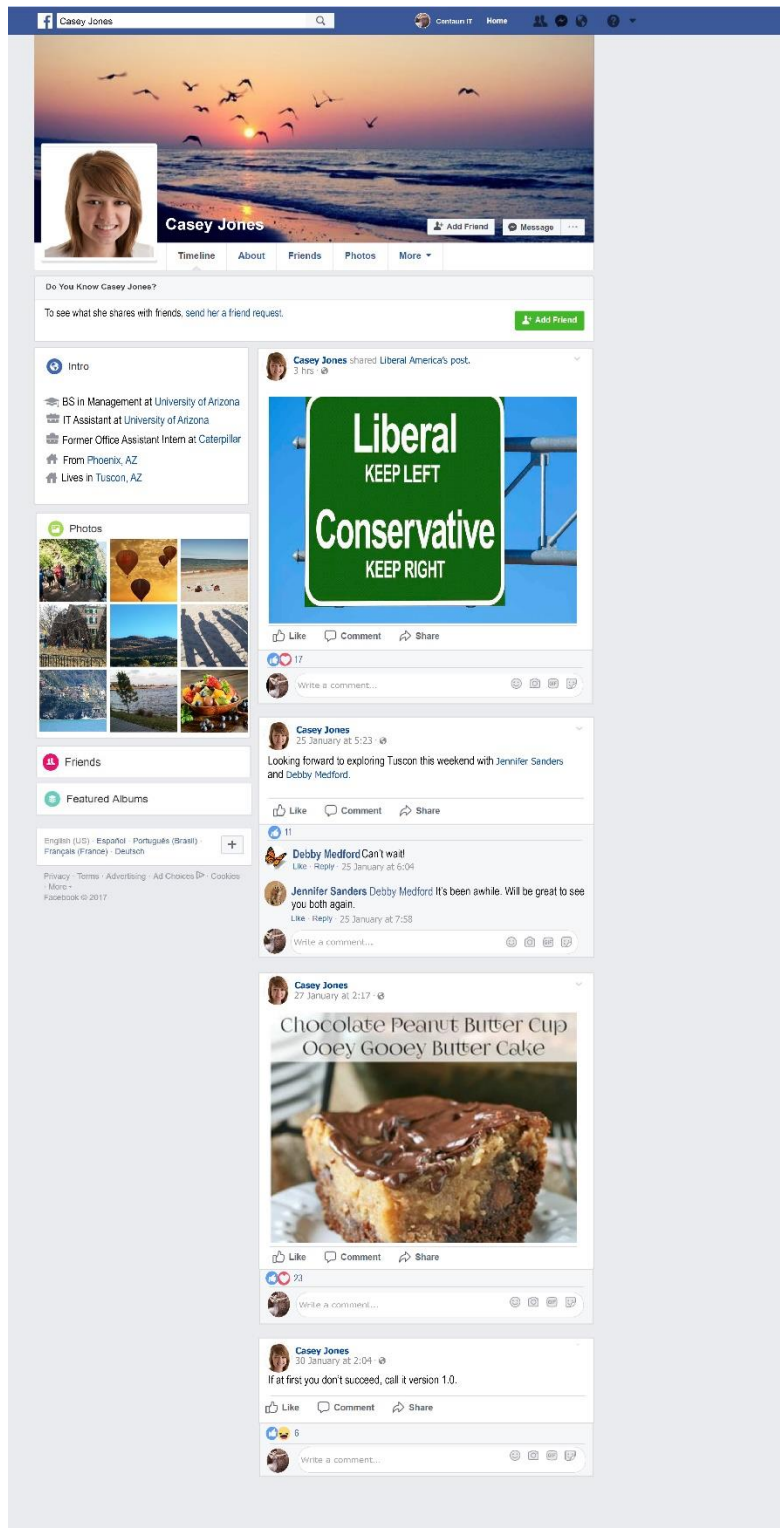 f Casey Jones
Centaun IT Home
Casey Jones
Add Friend Message
Timeline About Friends Photos More
Do You Know Casey Jones?
To see what she shares with friends, send her a friend request.
Add Friend
Intro
BS in Management at University of Arizona
IT Assistant at University of Arizona
Former Office Assistant Intern at Caterpillar
From Phoenix, AZ
Lives in Tuscon, AZ
Photos
Friends
Featured Albums
English (US) · Español · Português (Brasil) ·
Français (France) · Deutsch
Privacy · Terms · Advertising · Ad Choices · Cookies
· More
Facebook © 2017
Casey Jones shared Liberal America's post.
3 hrs ·
Liberal
KEEP LEFT
Conservative
KEEP RIGHT
Like Comment Share
17
Write a comment...
Casey Jones
25 January at 5:23 ·
Looking forward to exploring Tuscon this weekend with Jennifer Sanders
and Debby Medford.
Like Comment Share
11
Debby Medford Can't wait!
Like · Reply · 25 January at 6:04
Jennifer Sanders Debby Medford It's been awhile. Will be great to see
you both again.
Like · Reply · 25 January at 7:58
Write a comment...
Casey Jones
27 January at 2:17 ·
Chocolate Peanut Butter Cup
Ooey Gooey Butter Cake
Like Comment Share
23
Write a comment...
Casey Jones
30 January at 2:04 ·
If at first you don't succeed, call it version 1.0.
Like Comment Share
6
Write a comment...